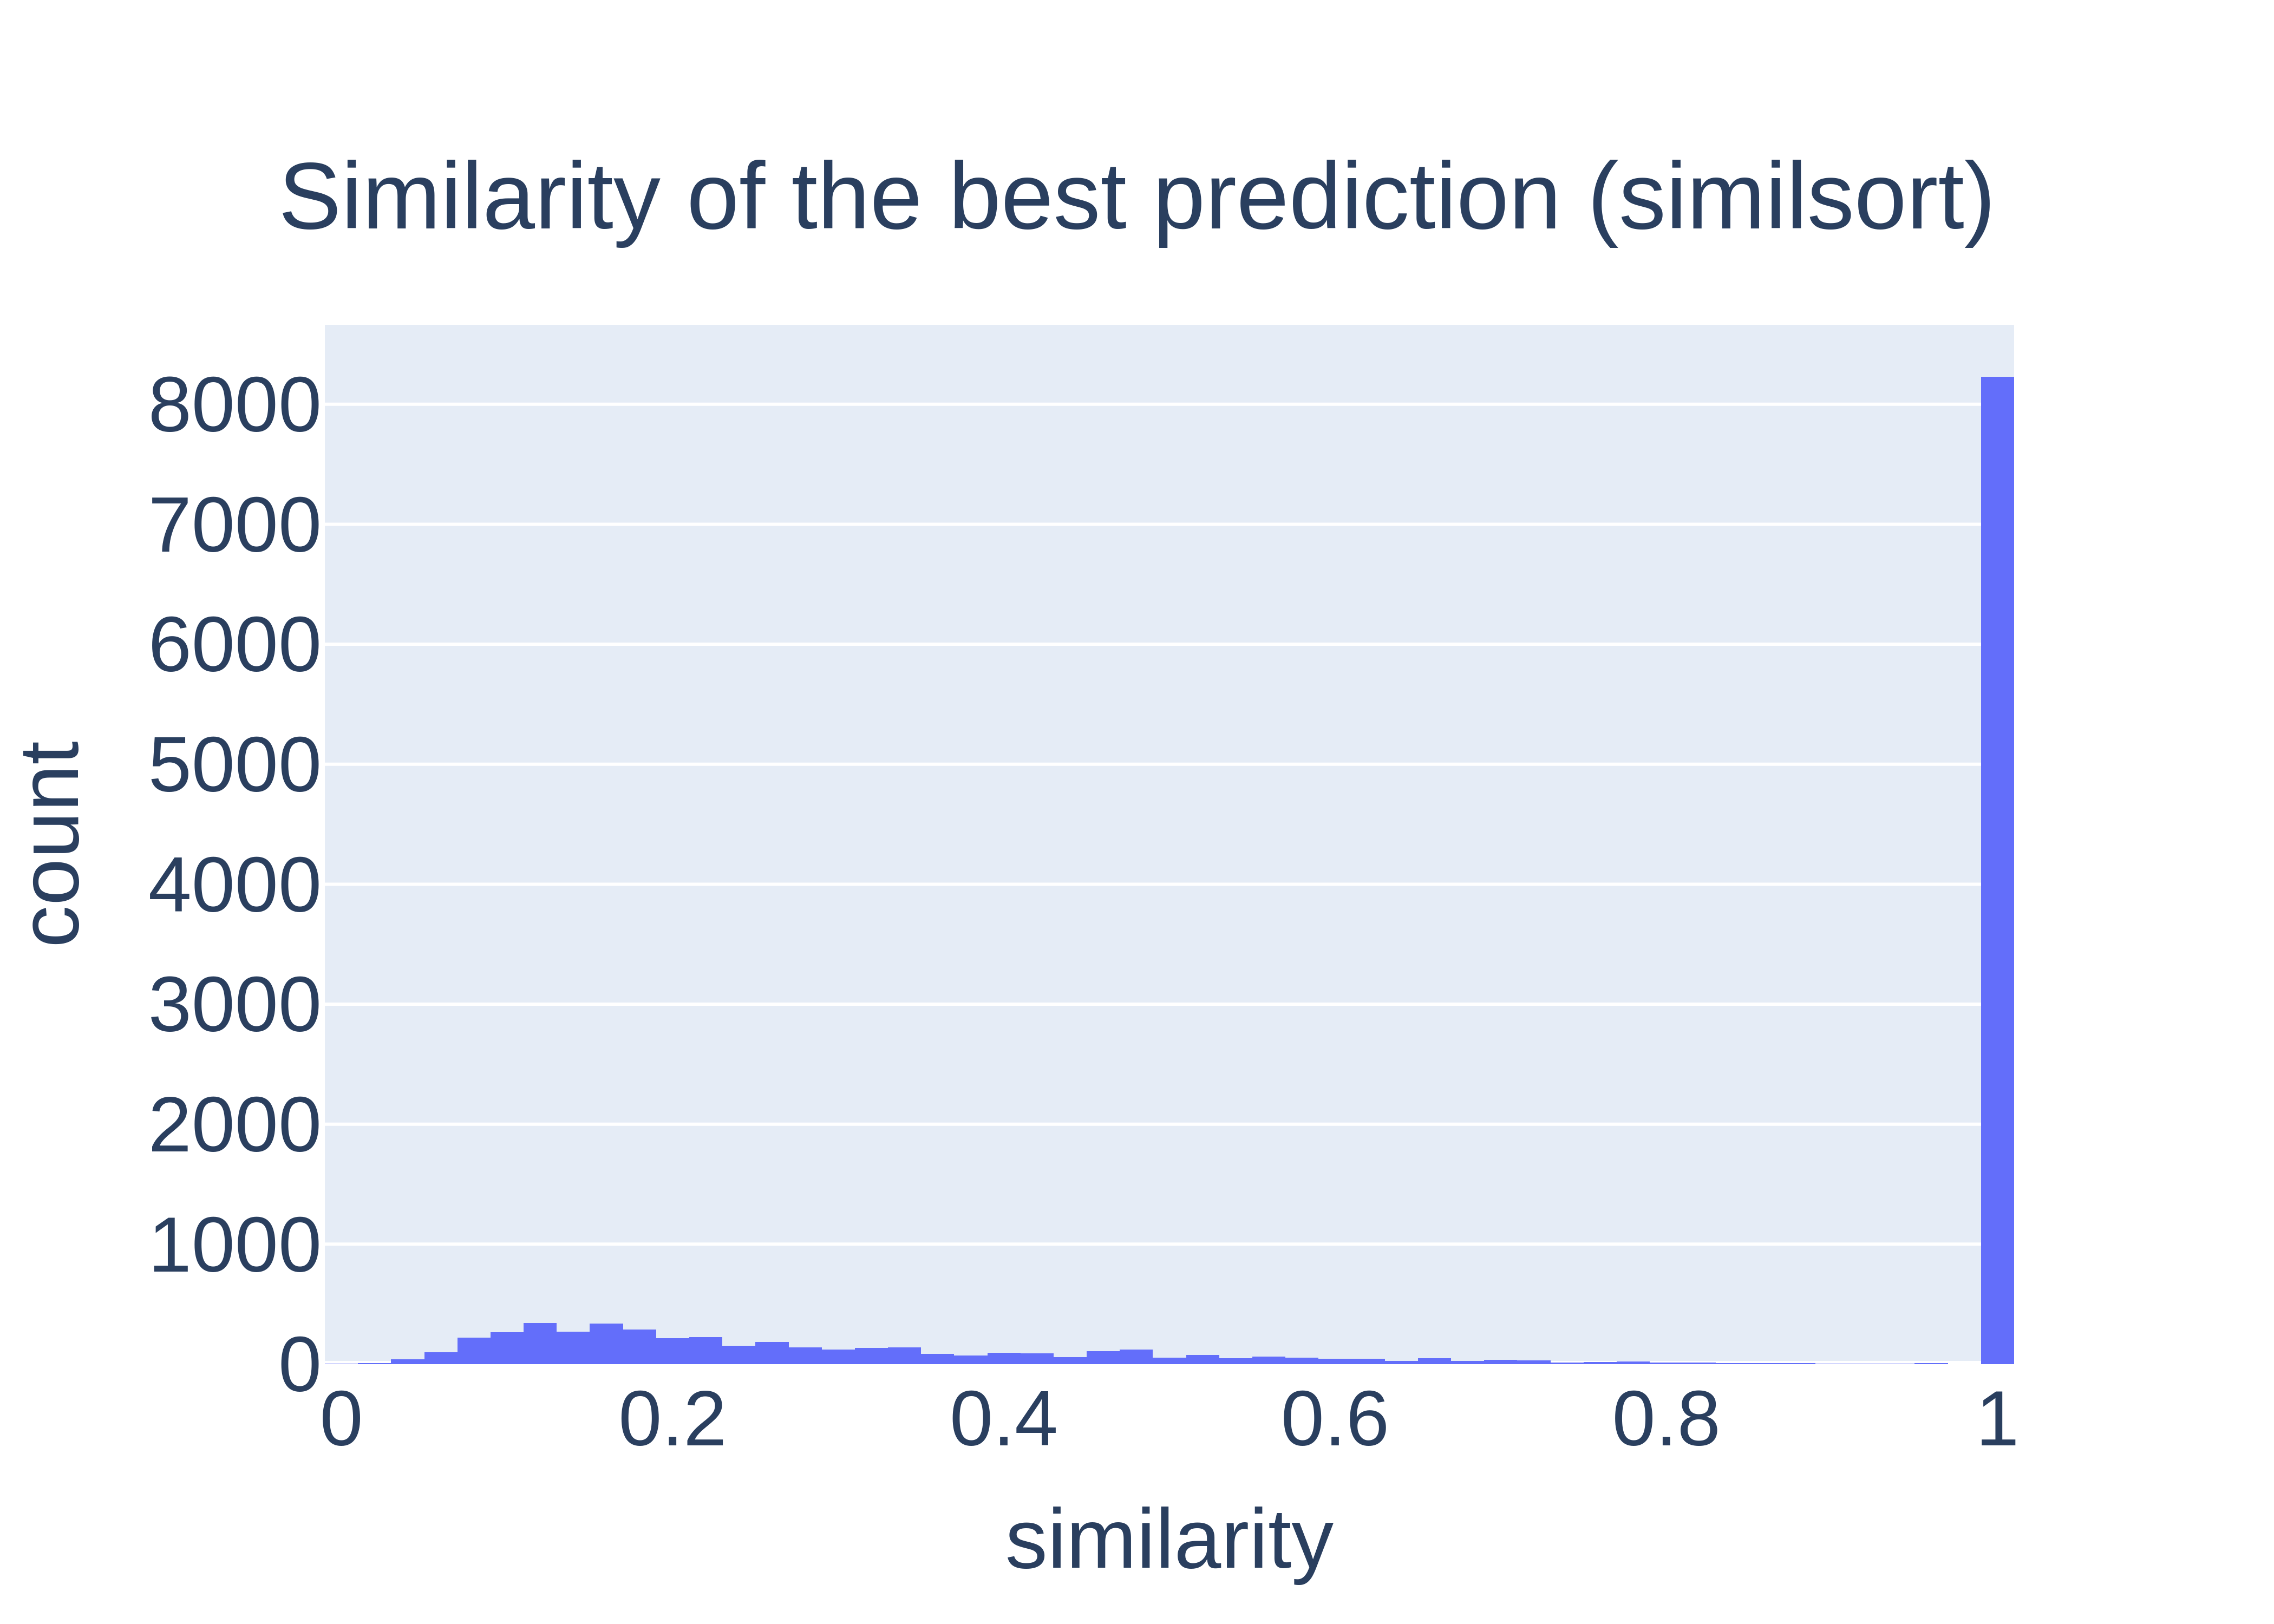 Similarity of the best prediction (similsort)
8000
7000
6000
5000
4000
3000
2000
1000
0
count
0 0.2 0.4 0.6 0.8 1
similarity